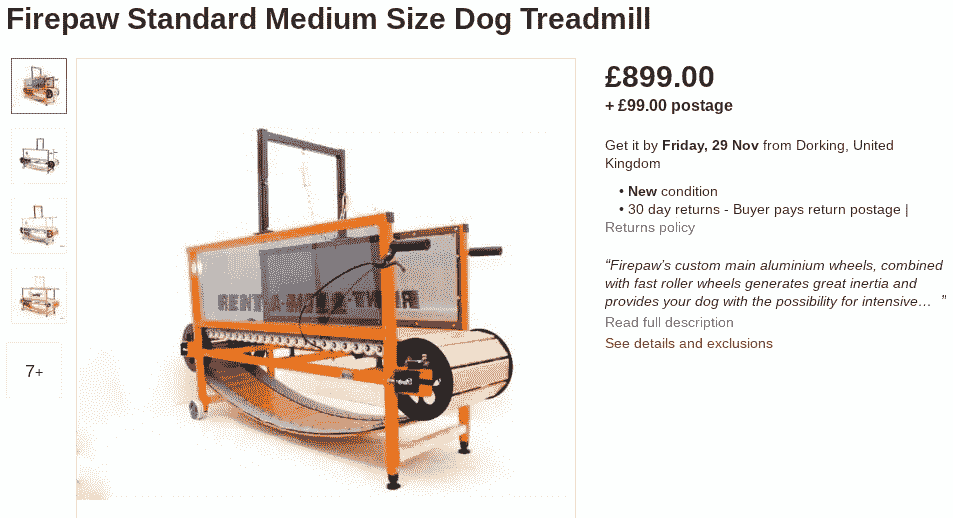 Firepaw Standard Medium Size Dog Treadmill
£899.00
+ £99.00 postage
Get it by Friday, 29 Nov from Dorking, United
Kingdom
• New condition
• 30 day returns - Buyer pays return postage |
Returns policy
“Firepaw’s custom main aluminium wheels, combined
with fast roller wheels generates great inertia and
provides your dog with the possibility for intensive… ”
Read full description
See details and exclusions
7+